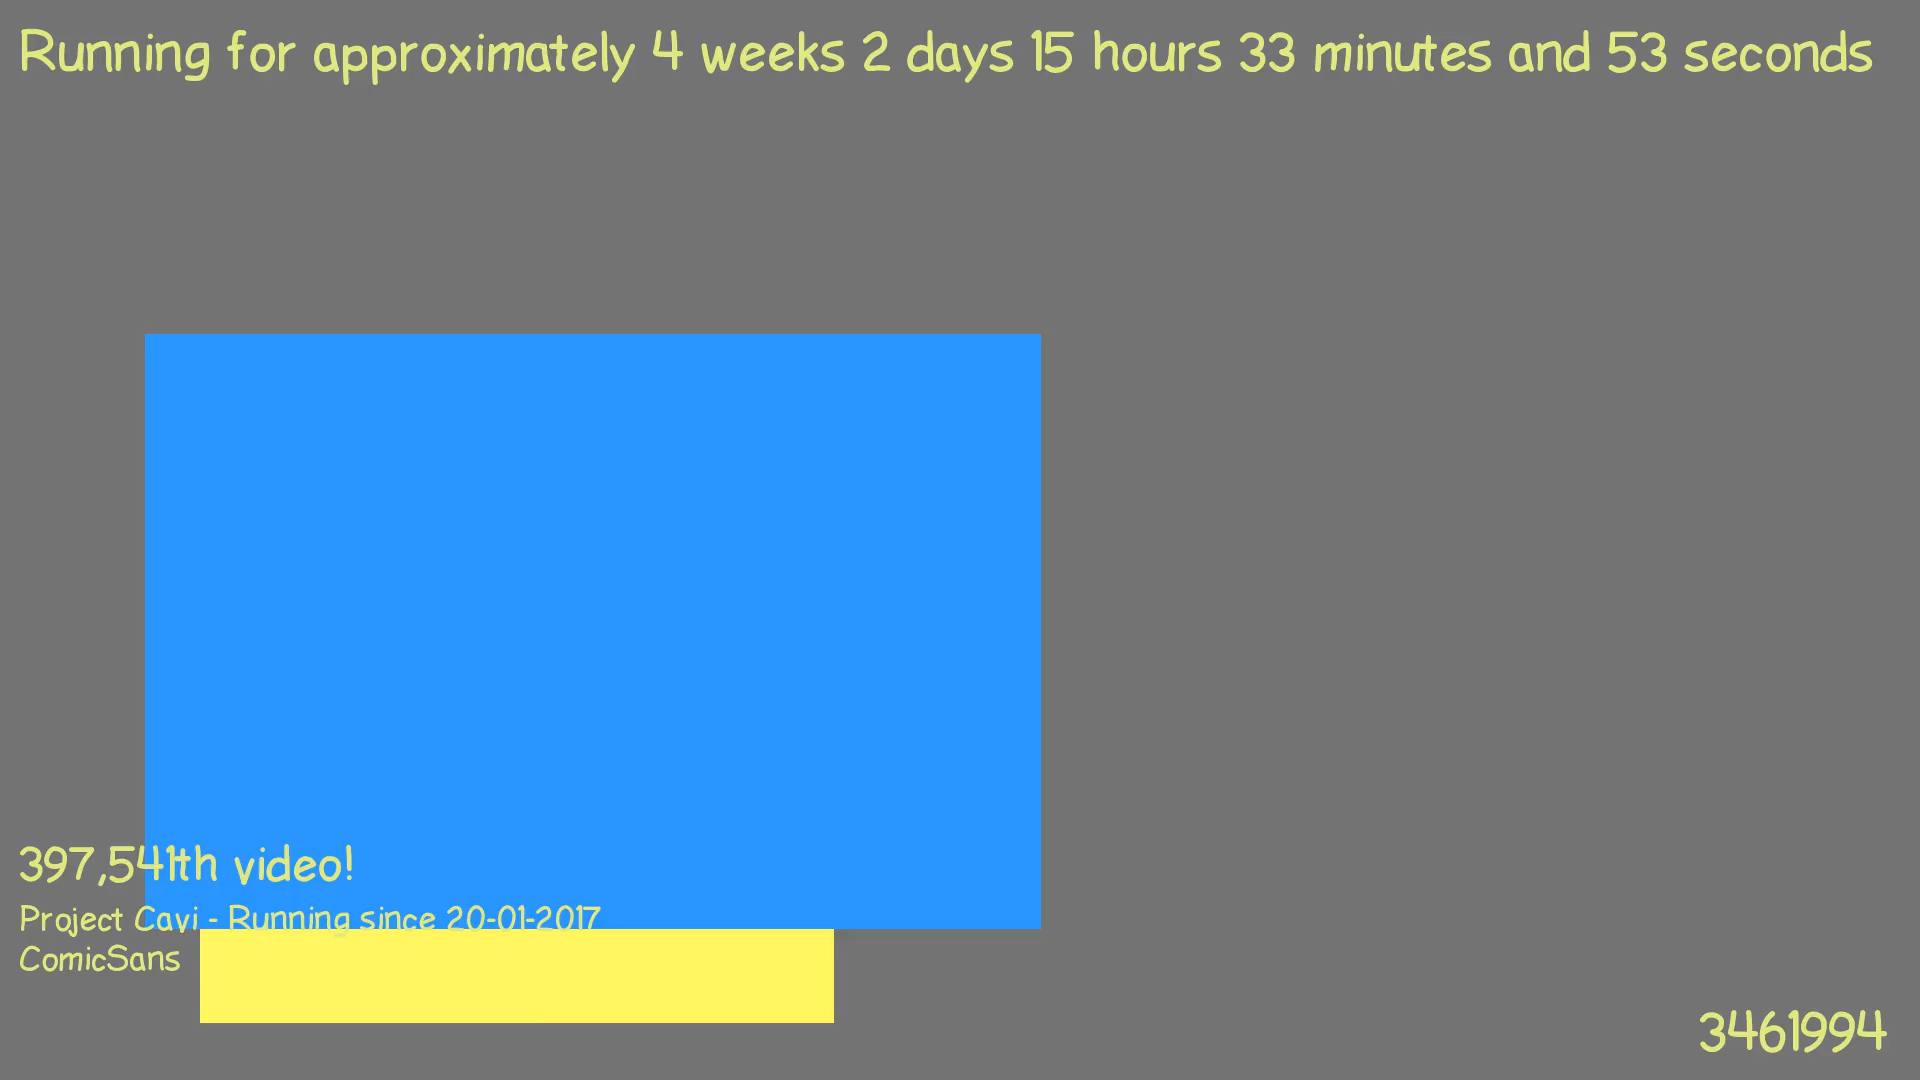 Running for approximately 4 weeks 2 days 15 hours 33 minutes and 53 seconds
397,541th video!
Project Cavi - Running since 20-01-2017
ComicSans
3461994